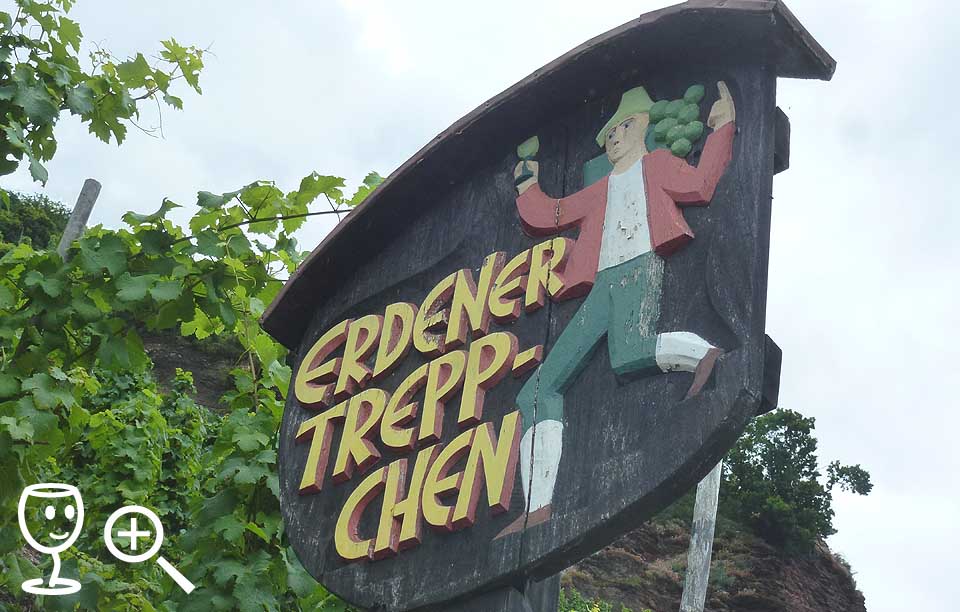 ERDENER
TREPP-
CHEN